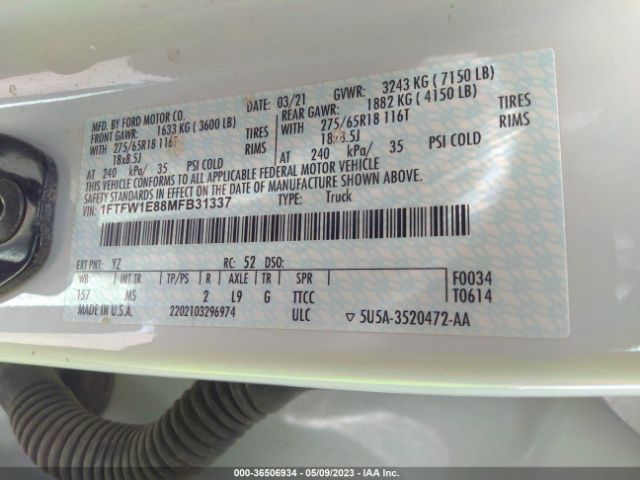 MFD. BY FORD MOTOR CO. DATE: 03/21 GVWR: 3243 KG ( 7150 LB)
FRONT GAWR: 1633 KG ( 3600 LB) REAR GAWR: 1882 KG ( 4150 LB)
WITH 275/65R18 116T TIRES WITH 275/65R18 116T TIRES
18x8.5J RIMS 18x8.5J RIMS
AT 240 kPa/ 35 PSI COLD AT 240 kPa/ 35 PSI COLD
THIS VEHICLE CONFORMS TO ALL APPLICABLE FEDERAL MOTOR VEHICLE
SAFETY STANDARDS IN EFFECT ON THE DATE OF MANUFACTURE SHOWN ABOVE.
VIN: 1FTFW1E88MFB31337 TYPE: Truck
EXT PNT: YZ RC: 52 DSO:
WB INT TR TP/PS R AXLE TR SPR F0034
157 MS 2 L9 G TTCC T0614
MADE IN U.S.A. 2202103296974 ULC ▽ 5U5A-3520472-AA
000-36506934 / 05/09/2023 - IAA Inc.